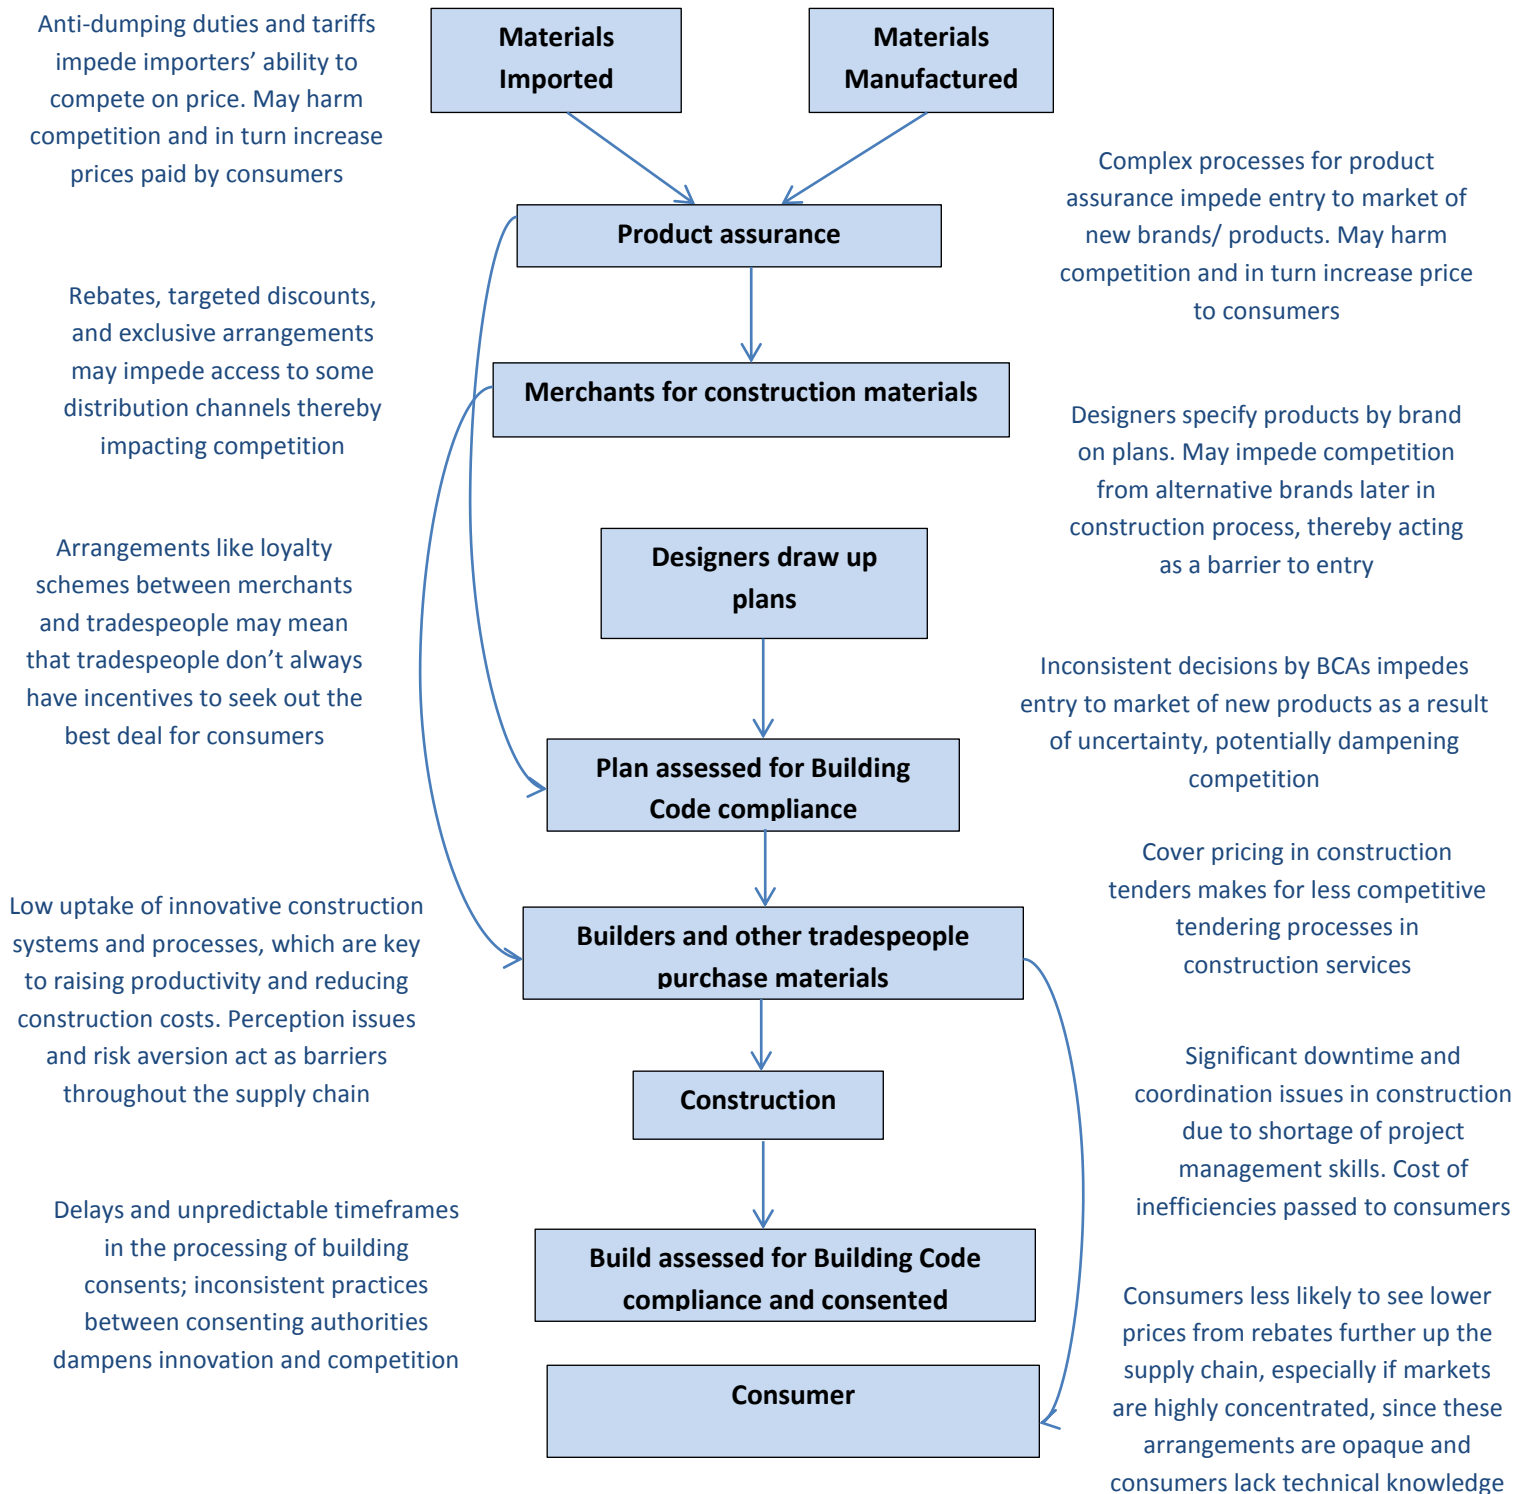 Anti-dumping duties and tariffs
impede importers’ ability to
compete on price. May harm
competition and in turn increase
prices paid by consumers
Materials
Imported
Materials
Manufactured
Complex processes for product
assurance impede entry to market of
new brands/ products. May harm
competition and in turn increase price
to consumers
Product assurance
Rebates, targeted discounts,
and exclusive arrangements
may impede access to some
distribution channels thereby
impacting competition
Merchants for construction materials
Designers specify products by brand
on plans. May impede competition
from alternative brands later in
construction process, thereby acting
as a barrier to entry
Arrangements like loyalty
schemes between merchants
and tradespeople may mean
that tradespeople don’t always
have incentives to seek out the
best deal for consumers
Designers draw up
plans
Inconsistent decisions by BCAs impedes
entry to market of new products as a result
of uncertainty, potentially dampening
competition
Plan assessed for Building
Code compliance
Cover pricing in construction
tenders makes for less competitive
tendering processes in
construction services
Low uptake of innovative construction
systems and processes, which are key
to raising productivity and reducing
construction costs. Perception issues
and risk aversion act as barriers
throughout the supply chain
Builders and other tradespeople
purchase materials
Significant downtime and
coordination issues in construction
due to shortage of project
management skills. Cost of
inefficiencies passed to consumers
Construction
Delays and unpredictable timeframes
in the processing of building
consents; inconsistent practices
between consenting authorities
dampens innovation and competition
Build assessed for Building Code
compliance and consented
Consumers less likely to see lower
prices from rebates further up the
supply chain, especially if markets
are highly concentrated, since these
arrangements are opaque and
consumers lack technical knowledge
Consumer